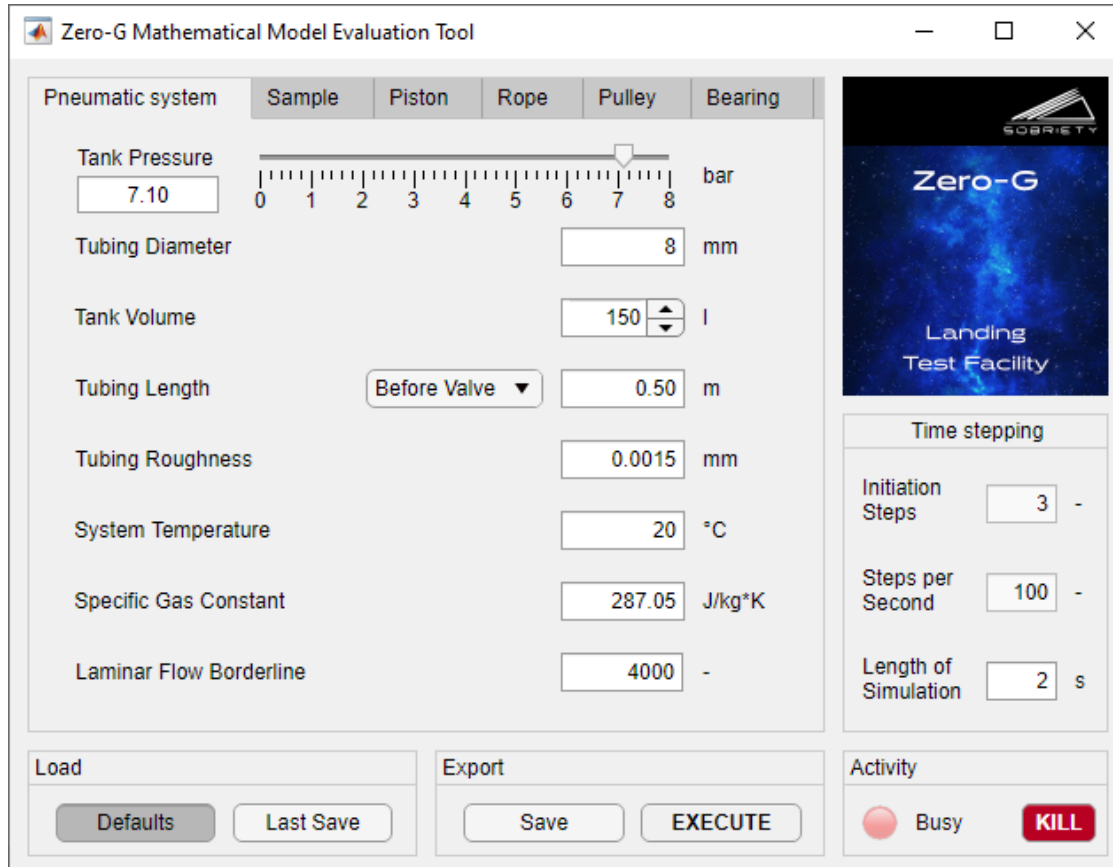 Zero-G Mathematical Model Evaluation Tool
Pneumatic system Sample Piston Rope Pulley Bearing
Tank Pressure
7.10
bar
0 1 2 3 4 5 6 7 8
Tubing Diameter 8 mm
Tank Volume 150 l
Tubing Length Before Valve 0.50 m
Tubing Roughness 0.0015 mm
System Temperature 20 °C
Specific Gas Constant 287.05 J/kg*K
Laminar Flow Borderline 4000 -
SOBRIETY
Zero-G
Landing
Test Facility
Time stepping
Initiation
Steps
3 -
Steps per
Second
100 -
Length of
Simulation
2 s
Load
Defaults Last Save
Export
Save EXECUTE
Activity
Busy KILL